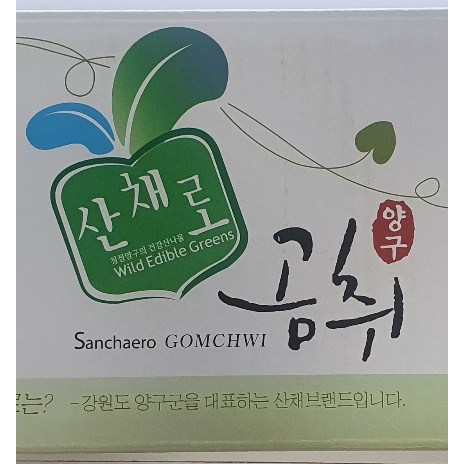 산채로
청정양구의 건강산나물
Wild Edible Greens
양구
곰취
Sanchaero GOMCHWI
는? -강원도 양구군을 대표하는 산채브랜드입니다.